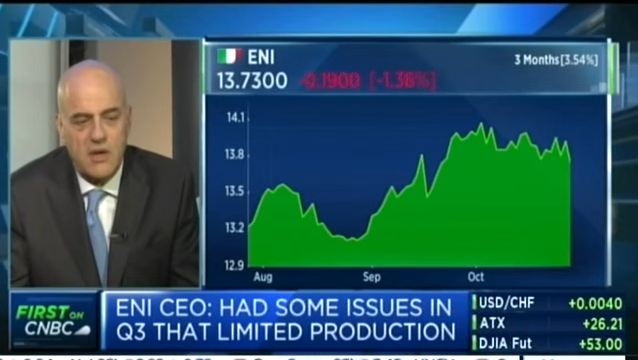 ENI
3 Months[3.54%]
13.7300 -0.1900 [-1.38%]
14.1
13.8
13.5
13.2
12.9
Aug Sep Oct
FIRST ON
CNBC
ENI CEO: HAD SOME ISSUES IN
Q3 THAT LIMITED PRODUCTION
USD/CHF +0.0040
ATX +26.21
DJIA Fut +53.00